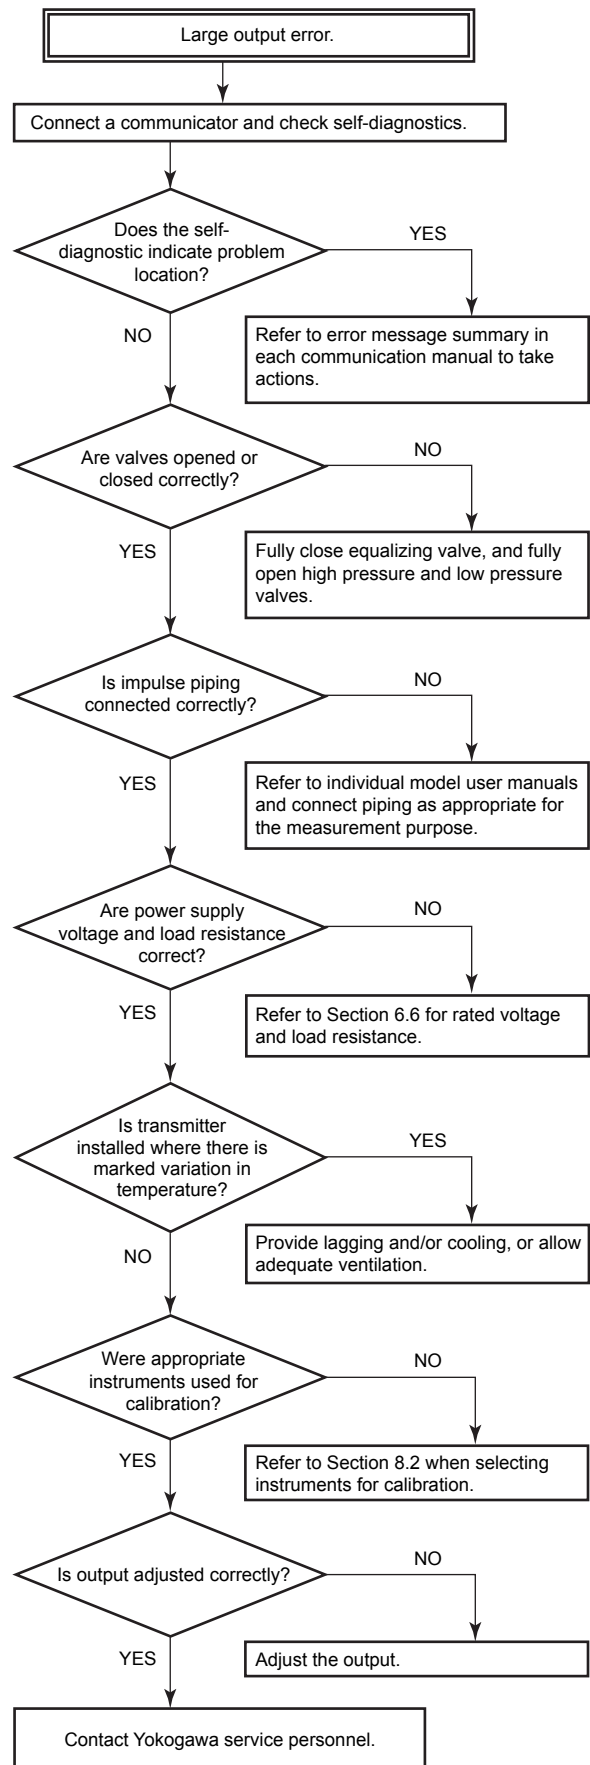 Large output error.
Connect a communicator and check self-diagnostics.
Does the self-
diagnostic indicate problem
location?
YES
NO
Refer to error message summary in
each communication manual to take
actions.
Are valves opened or
closed correctly?
NO
YES
Fully close equalizing valve, and fully
open high pressure and low pressure
valves.
Is impulse piping
connected correctly?
NO
YES
Refer to individual model user manuals
and connect piping as appropriate for
the measurement purpose.
Are power supply
voltage and load resistance
correct?
NO
YES
Refer to Section 6.6 for rated voltage
and load resistance.
Is transmitter
installed where there is
marked variation in
temperature?
YES
NO
Provide lagging and/or cooling, or allow
adequate ventilation.
Were appropriate
instruments used for
calibration?
NO
YES
Refer to Section 8.2 when selecting
instruments for calibration.
Is output adjusted correctly?
NO
YES
Adjust the output.
Contact Yokogawa service personnel.